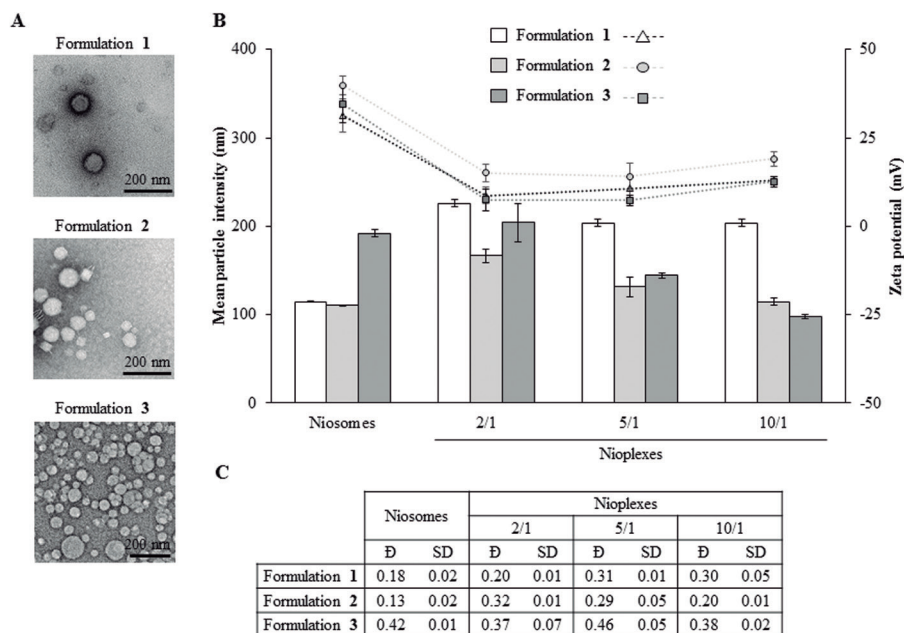 A
Formulation 1
200 nm
Formulation 2
200 nm
Formulation 3
200 nm
B
Formulation 1
Formulation 2
Formulation 3
Mean particle intensity (nm)
400
300
200
100
0
Zeta potential (mV)
50
25
0
-25
-50
Niosomes 2/1 5/1 10/1
Nioplexes
C
Niosomes Nioplexes
2/1 5/1 10/1
Đ SD Đ SD Đ SD Đ SD
Formulation 1 0.18 0.02 0.20 0.01 0.31 0.01 0.30 0.05
Formulation 2 0.13 0.02 0.32 0.01 0.29 0.05 0.20 0.01
Formulation 3 0.42 0.01 0.37 0.07 0.46 0.05 0.38 0.02